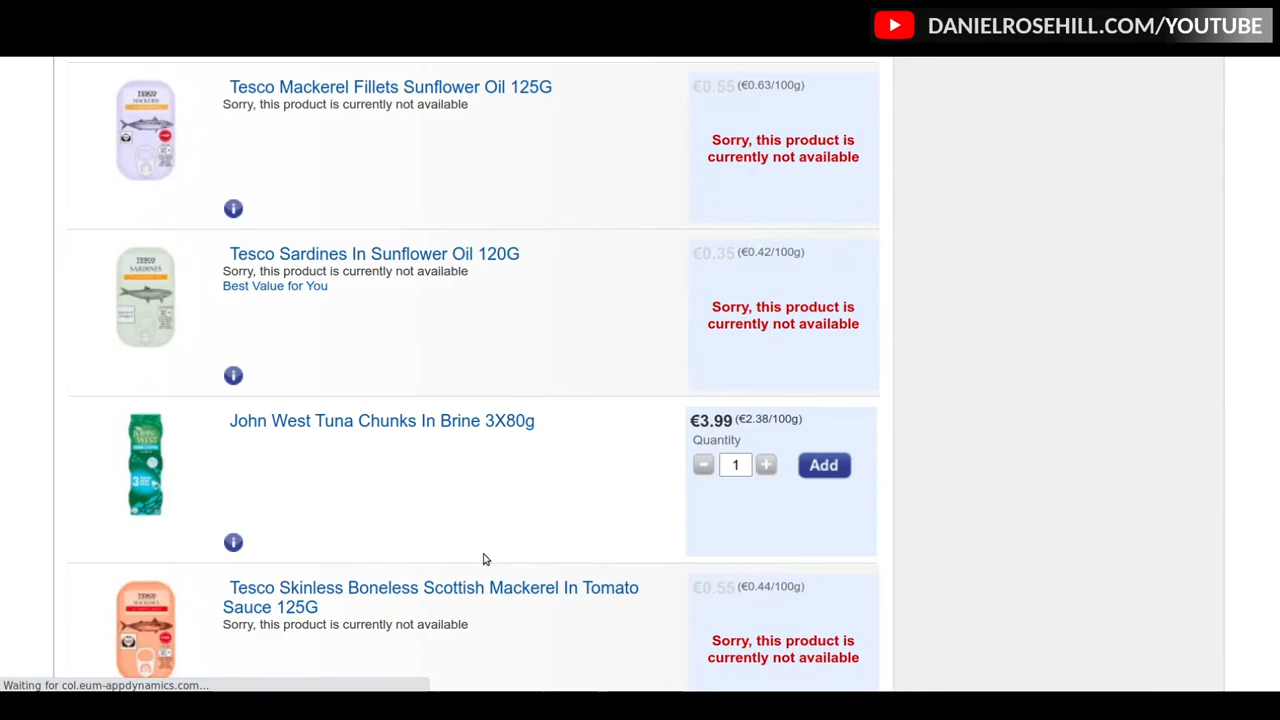 DANIELROSEHILL.COM/YOUTUBE
Tesco Mackerel Fillets Sunflower Oil 125G
Sorry, this product is currently not available
€0.55 (€0.63/100g)
Sorry, this product is
currently not available
TESCO
Tesco Sardines In Sunflower Oil 120G
Sorry, this product is currently not available
Best Value for You
€0.35 (€0.42/100g)
Sorry, this product is
currently not available
TESCO
SARDINES
John West Tuna Chunks In Brine 3X80g
€3.99 (€2.38/100g)
Quantity
- 1 + Add
3
Tesco Skinless Boneless Scottish Mackerel In Tomato
Sauce 125G
Sorry, this product is currently not available
€0.55 (€0.44/100g)
Sorry, this product is
currently not available
TESCO
Waiting for col.eum-appdynamics.com...